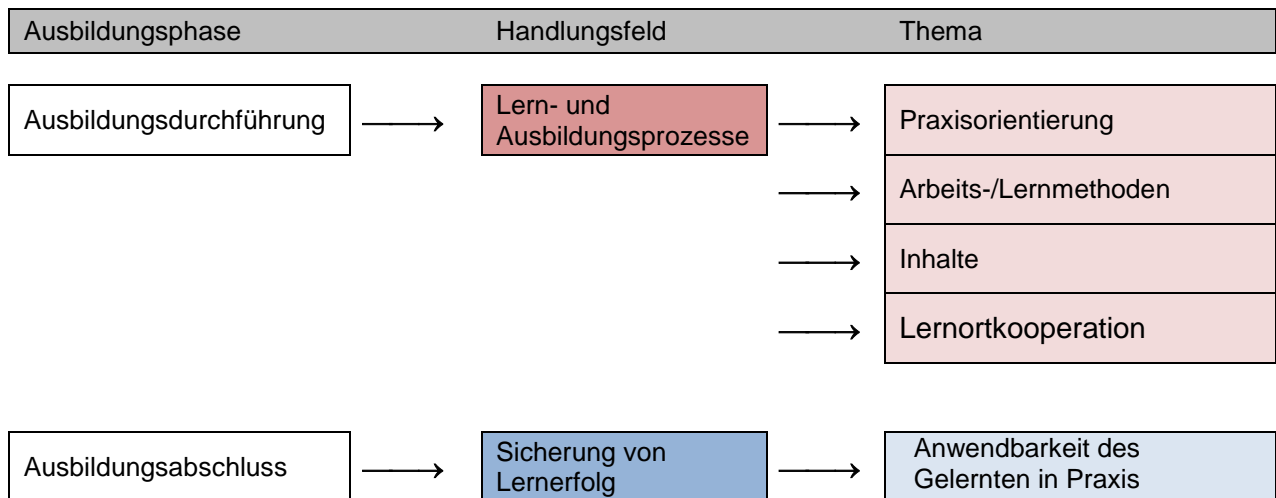 Ausbildungsphase Handlungsfeld Thema
Ausbildungsdurchführung
Lern- und
Ausbildungsprozesse
Praxisorientierung
Arbeits-/Lernmethoden
Inhalte
Lernortkooperation
Ausbildungsabschluss
Sicherung von
Lernerfolg
Anwendbarkeit des
Gelernten in Praxis